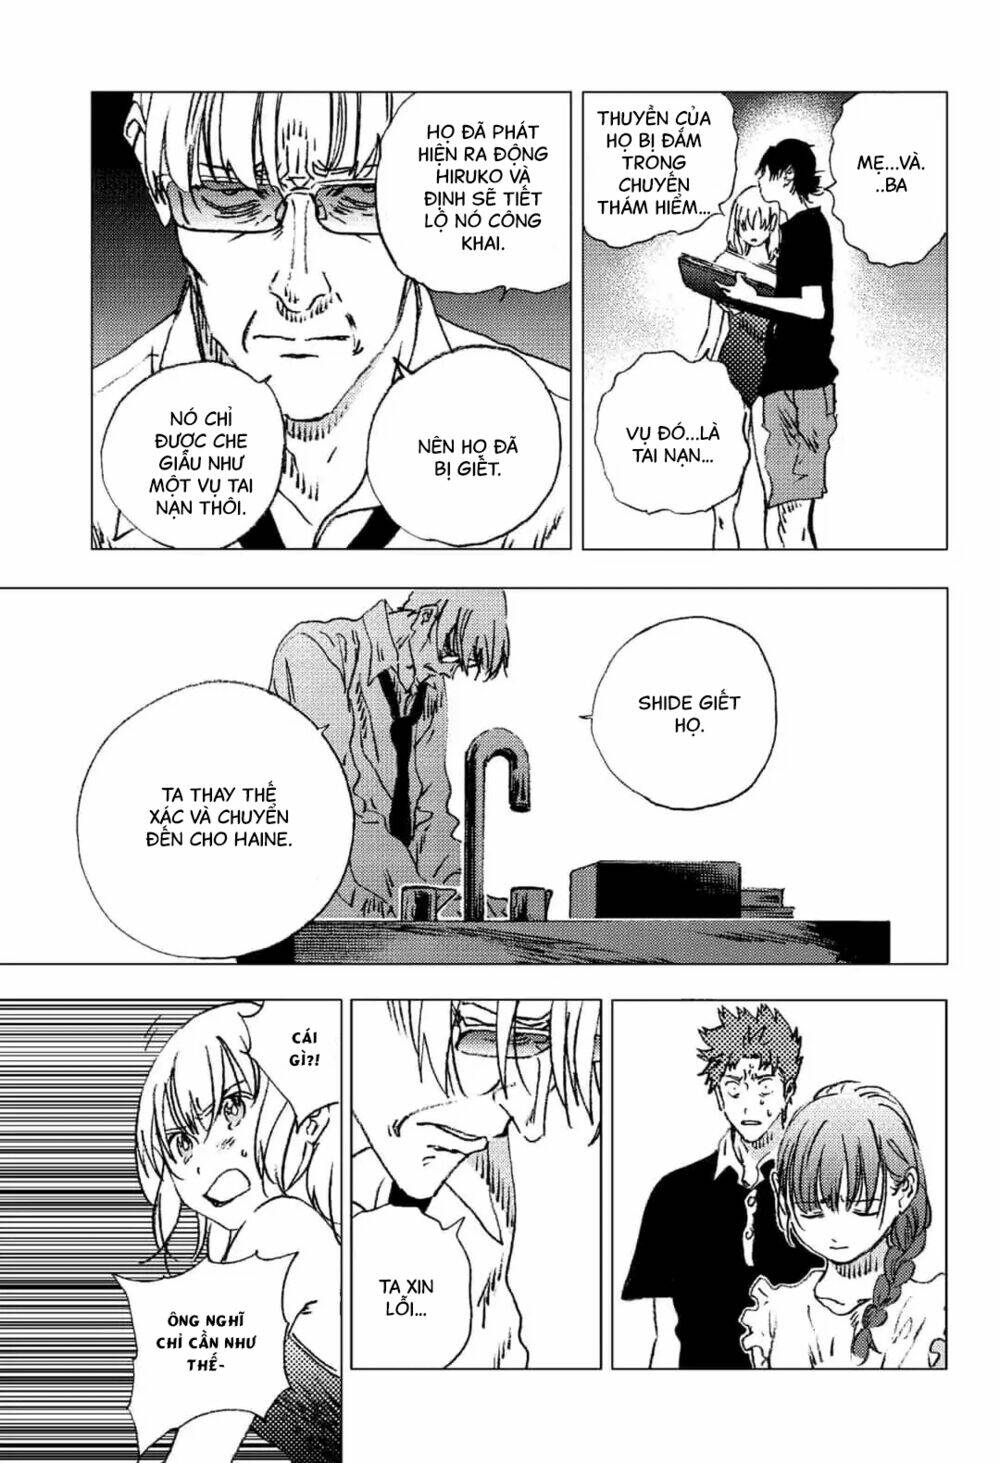 MẸ...VÀ.
..BA
THUYỀN CỦA
HỌ BỊ ĐẮM
TRONG
CHUYẾN
THÁM HIỂM...
VỤ ĐÓ...LÀ
TAI NẠN...
HỌ ĐÃ PHÁT
HIỆN RA ĐỘNG
HIRUKO VÀ
ĐỊNH SẼ TIẾT
LỘ NÓ CÔNG
KHAI.
NÊN HỌ ĐÃ
BỊ GIẾT.
NÓ CHỈ
ĐƯỢC CHE
GIẤU NHƯ
MỘT VỤ TAI
NẠN THÔI.
SHIDE GIẾT
HỌ.
TA THAY THẾ
XÁC VÀ CHUYỂN
ĐẾN CHO HAINE.
TA XIN
LỖI...
CÁI
GÌ?!
ÔNG NGHĨ
CHỈ CẦN NHƯ
THẾ-